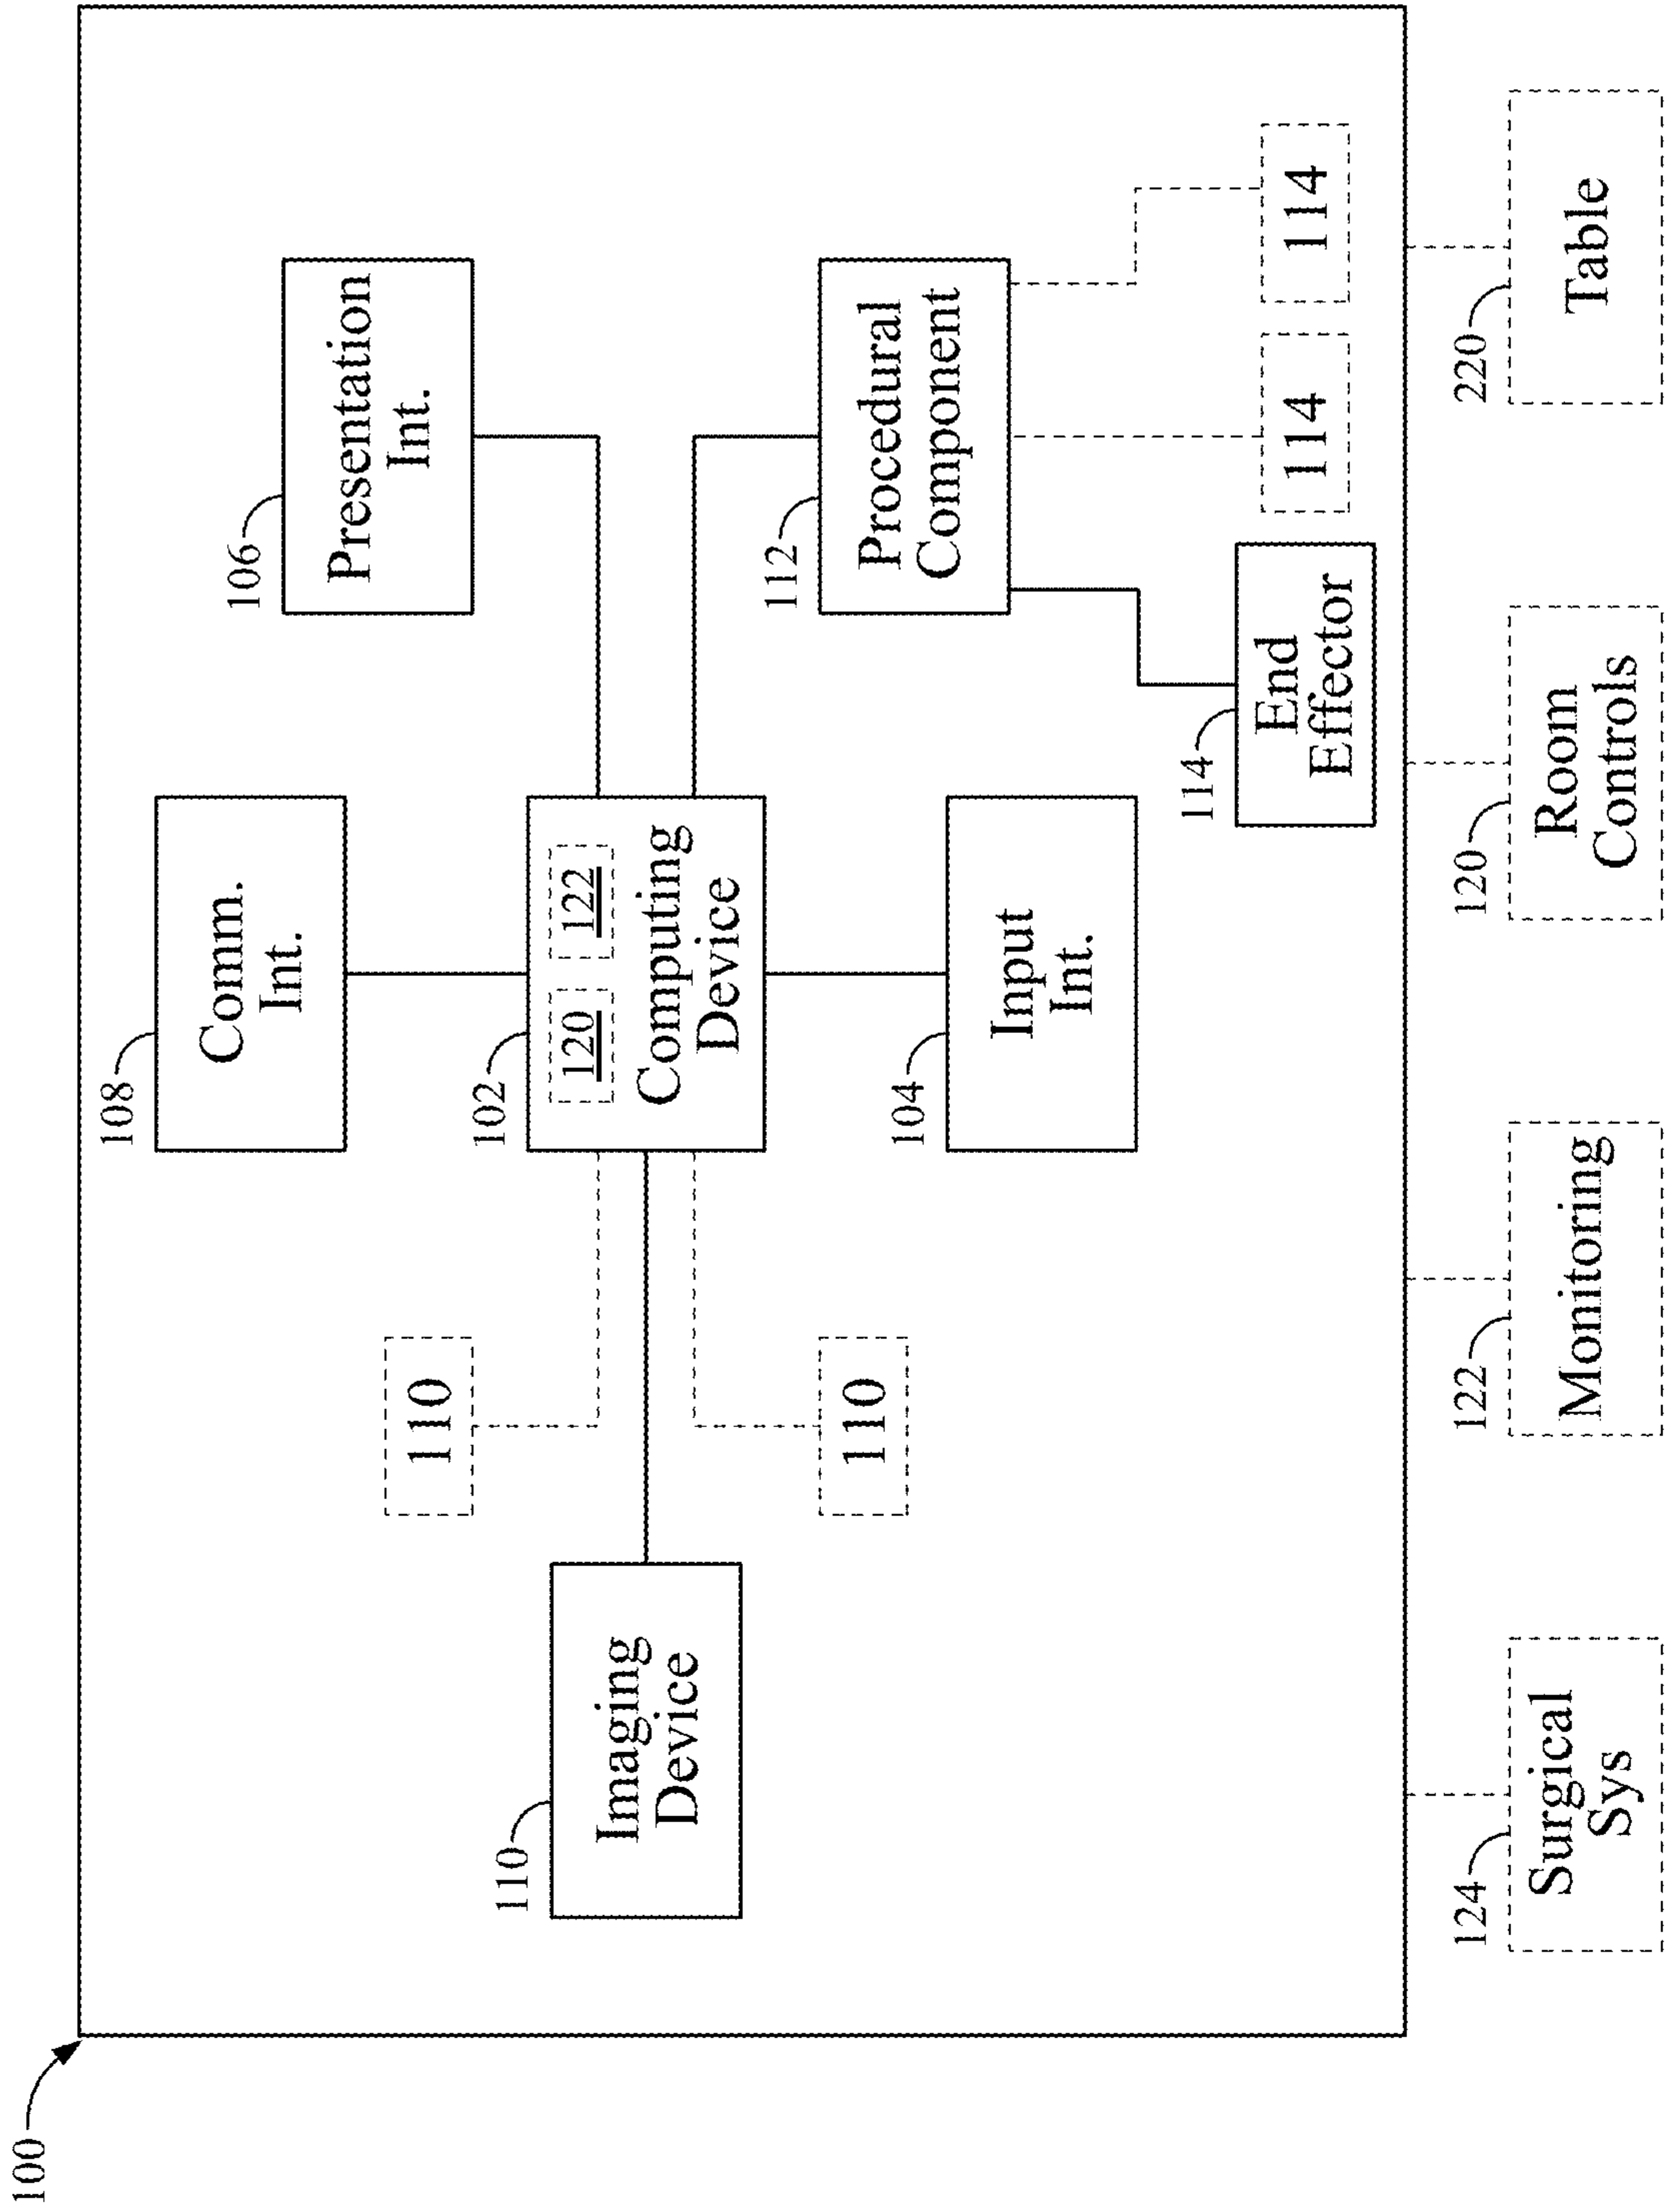 100
108
Comm.
Int.
106
Presentation
Int.
110
110
Imaging
Device
102
120
122
Computing
Device
110
112
Procedural
Component
104
Input
Int.
114
End
Effector
114
114
124
Surgical
Sys
122
Monitoring
120
Room
Controls
220
Table